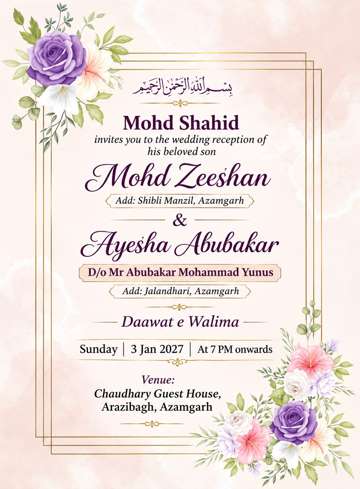 بسم الله الرحمن الرحيم
Mohd Shahid
invites you to the wedding reception of
his beloved son
Mohd Zeeshan
Add: Shibli Manzil, Azamgarh
&
Ayesha Abubakar
D/o Mr Abubakar Mohammad Yunus
Add: Jalandhari, Azamgarh
Daawat e Walima
Sunday | 3 Jan 2027 | At 7 PM onwards
Venue:
Chaudhary Guest House,
Arazibagh, Azamgarh